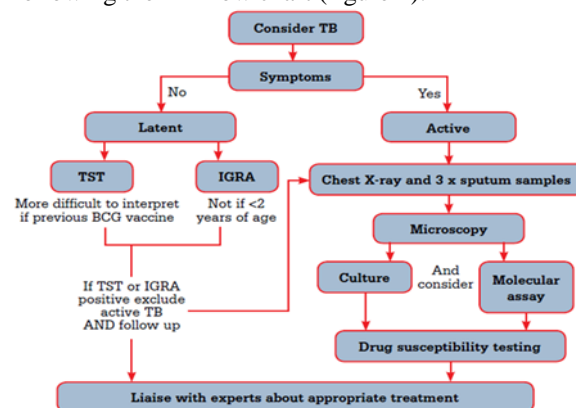 Consider TB
Symptoms
No
Yes
Latent
Active
TST
IGRA
Chest X-ray and 3 x sputum samples
More difficult to interpret
if previous BCG vaccine
Not if <2
years of age
Microscopy
Culture
And
consider
Molecular
assay
If TST or IGRA
positive exclude
active TB
AND follow up
Drug susceptibility testing
Liaise with experts about appropriate treatment